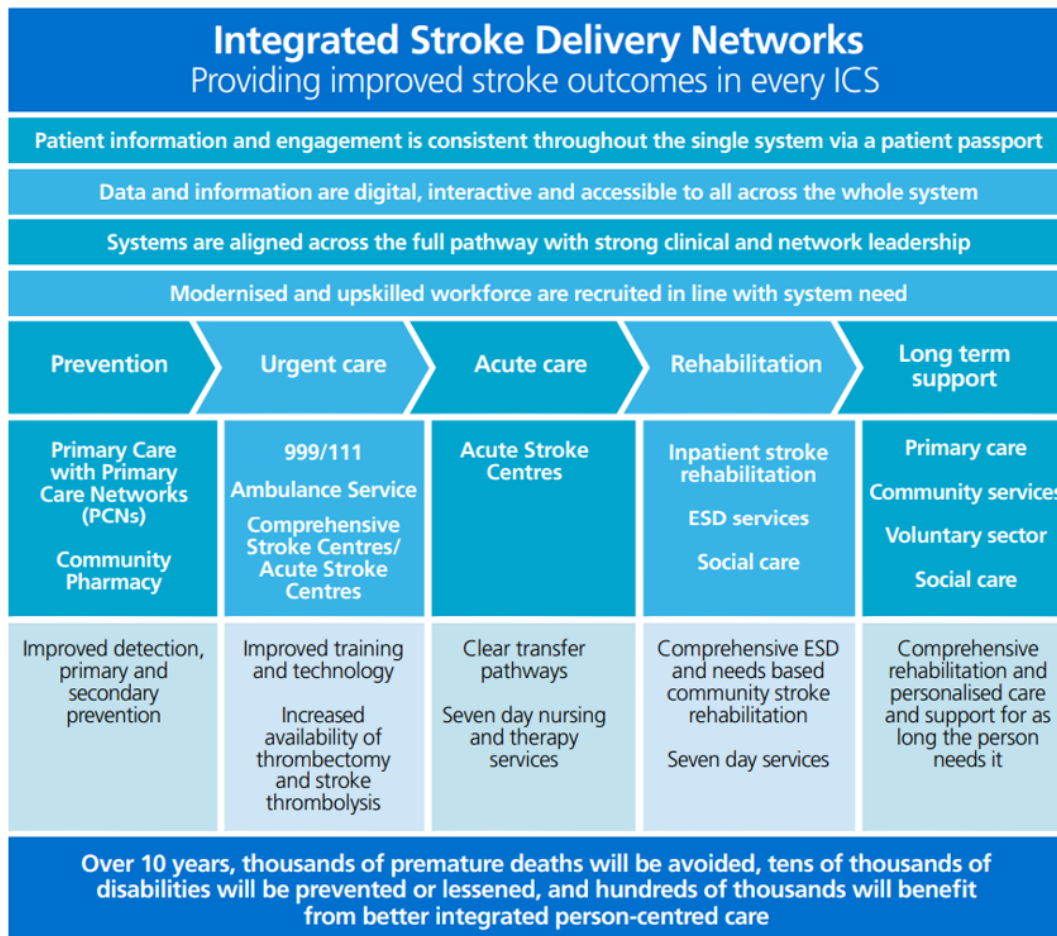 Integrated Stroke Delivery Networks
Providing improved stroke outcomes in every ICS
Patient information and engagement is consistent throughout the single system via a patient passport
Data and information are digital, interactive and accessible to all across the whole system
Systems are aligned across the full pathway with strong clinical and network leadership
Modernised and upskilled workforce are recruited in line with system need
Prevention
Urgent care
Acute care
Rehabilitation
Long term
support
Primary Care
with Primary
Care Networks
(PCNs)
Community
Pharmacy
999/111
Ambulance Service
Comprehensive
Stroke Centres/
Acute Stroke
Centres
Acute Stroke
Centres
Inpatient stroke
rehabilitation
ESD services
Social care
Primary care
Community services
Voluntary sector
Social care
Improved detection,
primary and
secondary
prevention
Improved training
and technology
Increased
availability of
thrombectomy
and stroke
thrombolysis
Clear transfer
pathways
Seven day nursing
and therapy
services
Comprehensive ESD
and needs based
community stroke
rehabilitation
Seven day services
Comprehensive
rehabilitation and
personalised care
and support for as
long the person
needs it
Over 10 years, thousands of premature deaths will be avoided, tens of thousands of
disabilities will be prevented or lessened, and hundreds of thousands will benefit
from better integrated person-centred care